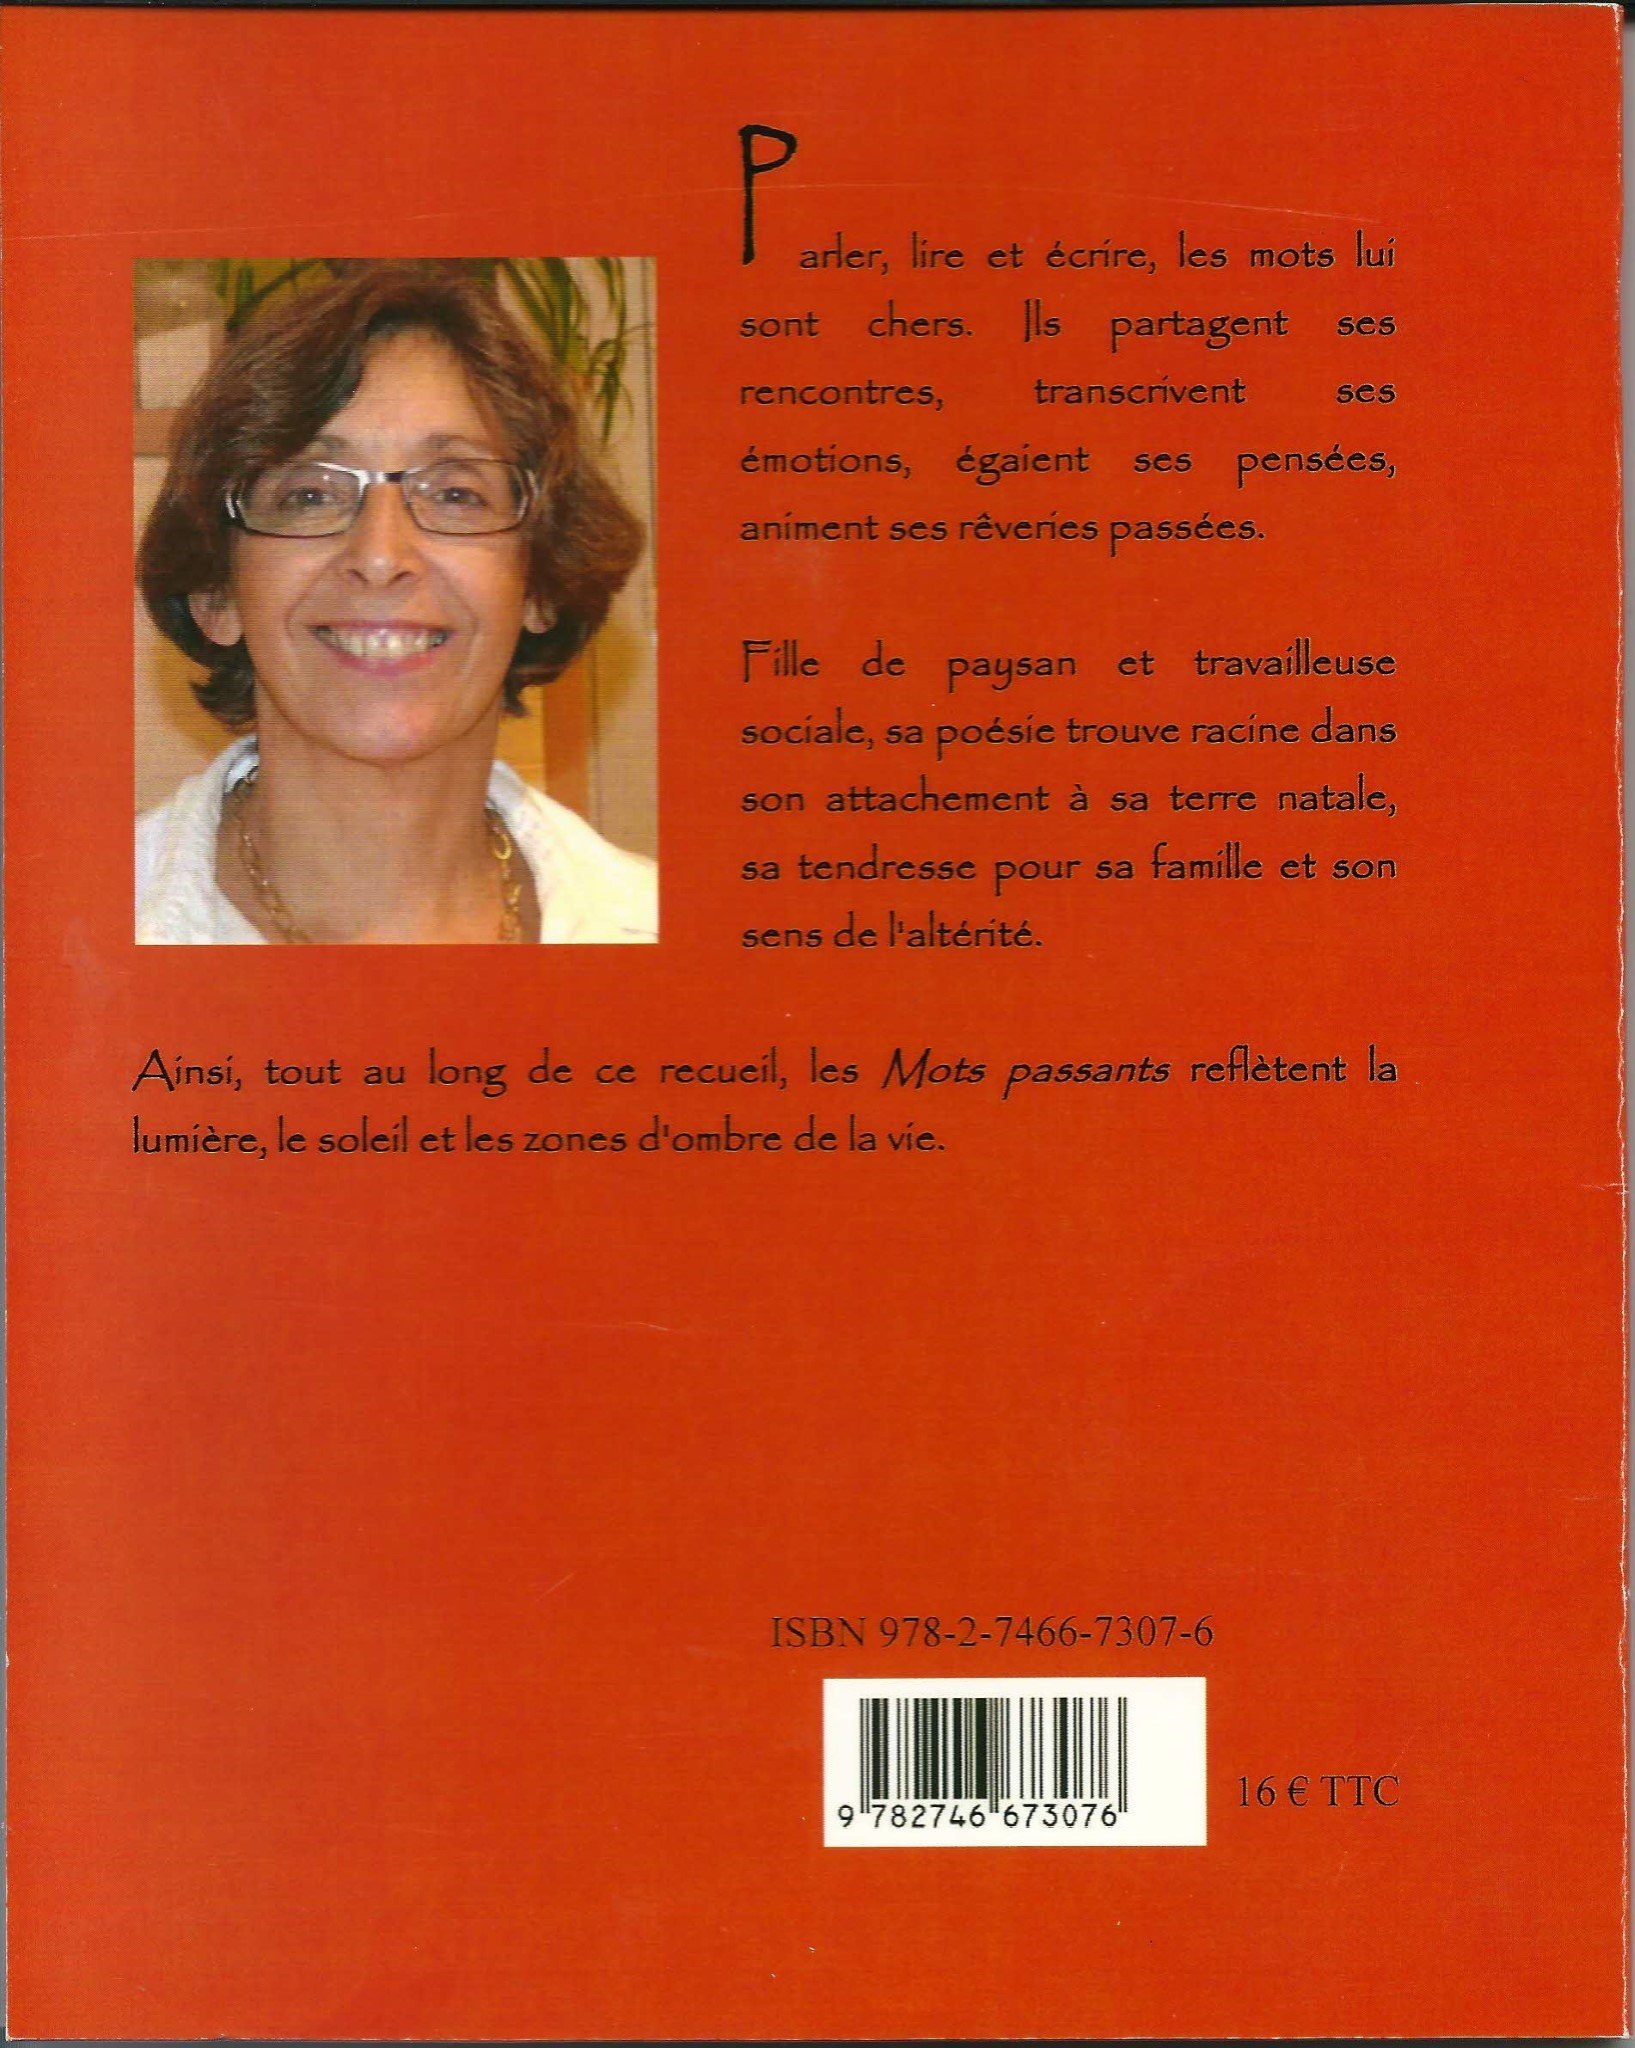 Parler, lire et écrire, les mots lui
sont chers. Ils partagent ses
rencontres, transcrivent ses
émotions, égaient ses pensées,
animent ses rêveries passées.
Fille de paysan et travailleuse
sociale, sa poésie trouve racine dans
son attachement à sa terre natale,
sa tendresse pour sa famille et son
sens de l'altérité.
Ainsi, tout au long de ce recueil, les Mots passants reflètent la
lumière, le soleil et les zones d'ombre de la vie.
ISBN 978-2-7466-7307-6
9 782746 673076
16 € TTC